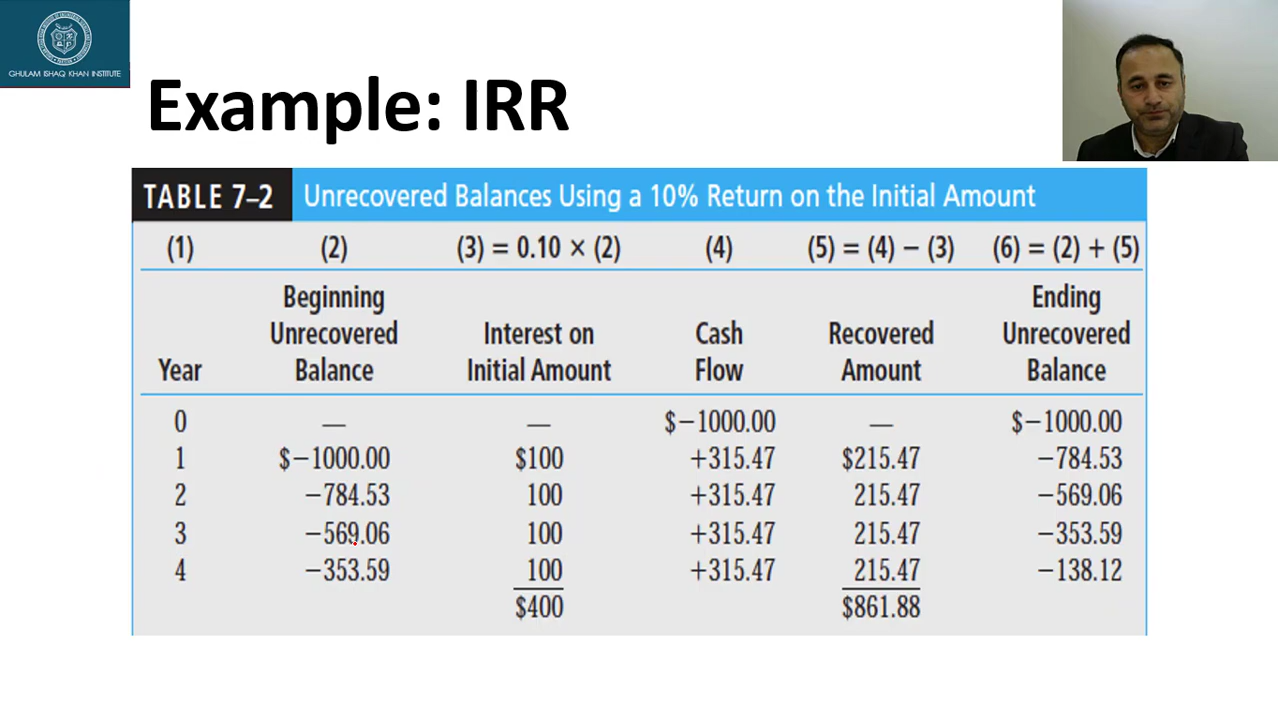 GHULAM ISHAQ KHAN INSTITUTE
Example: IRR
TABLE 7–2 Unrecovered Balances Using a 10% Return on the Initial Amount
(1) (2) (3) = 0.10 × (2) (4) (5) = (4) − (3) (6) = (2) + (5)
Beginning Ending
Unrecovered Interest on Cash Recovered Unrecovered
Year Balance Initial Amount Flow Amount Balance
0 — — $−1000.00 — $−1000.00
1 $−1000.00 $100 +315.47 $215.47 −784.53
2 −784.53 100 +315.47 215.47 −569.06
3 −569.06 100 +315.47 215.47 −353.59
4 −353.59 100 +315.47 215.47 −138.12
$400 $861.88